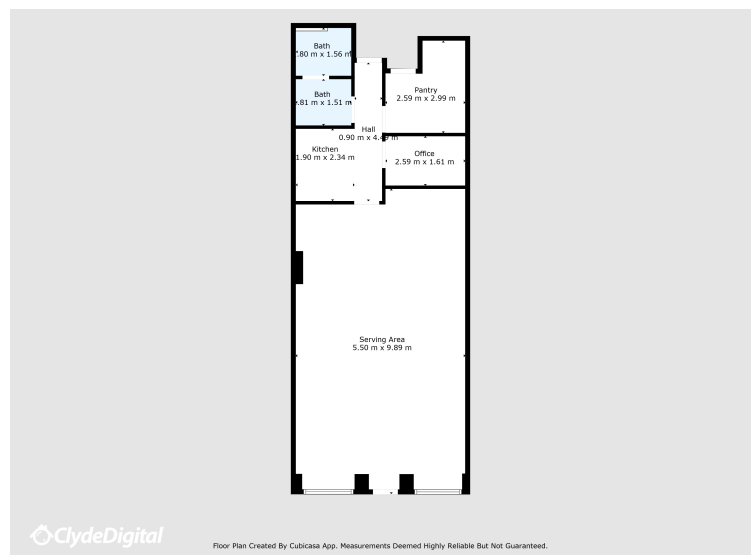 Bath
.80 m x 1.56 m
Bath
.81 m x 1.51 m
Pantry
2.59 m x 2.99 m
Hall
0.90 m x 4.49 m
Kitchen
1.90 m x 2.34 m
Office
2.59 m x 1.61 m
Serving Area
5.50 m x 9.89 m
ClydeDigital
Floor Plan Created By Cubicasa App. Measurements Deemed Highly Reliable But Not Guaranteed.